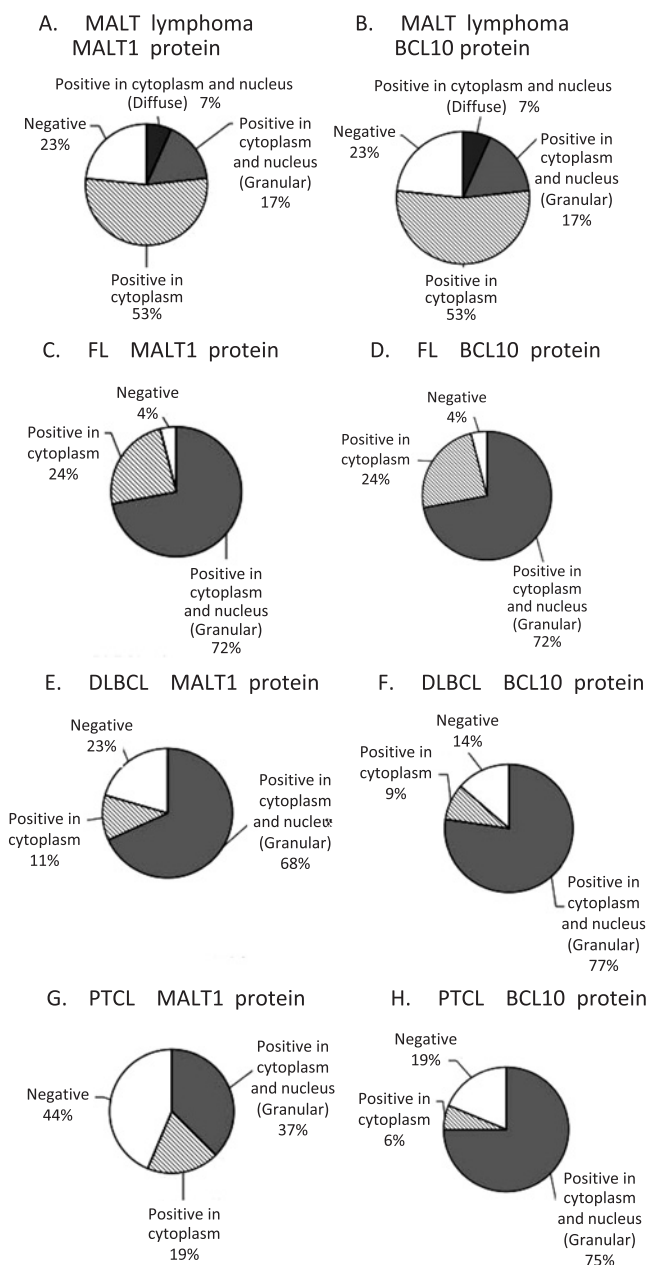 A. MALT lymphoma
MALT1 protein
Positive in cytoplasm and nucleus
(Diffuse) 7%
Negative
23%
Positive in
cytoplasm
and nucleus
(Granular)
17%
Positive in
cytoplasm
53%
B. MALT lymphoma
BCL10 protein
Positive in cytoplasm and nucleus
(Diffuse) 7%
Negative
23%
Positive in
cytoplasm
and nucleus
(Granular)
17%
Positive in
cytoplasm
53%
C. FL MALT1 protein
Negative
4%
Positive in
cytoplasm
24%
Positive in
cytoplasm
and nucleus
(Granular)
72%
D. FL BCL10 protein
Negative
4%
Positive in
cytoplasm
24%
Positive in
cytoplasm
and nucleus
(Granular)
72%
E. DLBCL MALT1 protein
Negative
23%
Positive in
cytoplasm
11%
Positive in
cytoplasm
and nucleus
(Granular)
68%
F. DLBCL BCL10 protein
Negative
14%
Positive in
cytoplasm
9%
Positive in
cytoplasm
and nucleus
(Granular)
77%
G. PTCL MALT1 protein
Negative
44%
Positive in
cytoplasm
and nucleus
(Granular)
37%
Positive in
cytoplasm
19%
H. PTCL BCL10 protein
Negative
19%
Positive in
cytoplasm
6%
Positive in
cytoplasm
and nucleus
(Granular)
75%